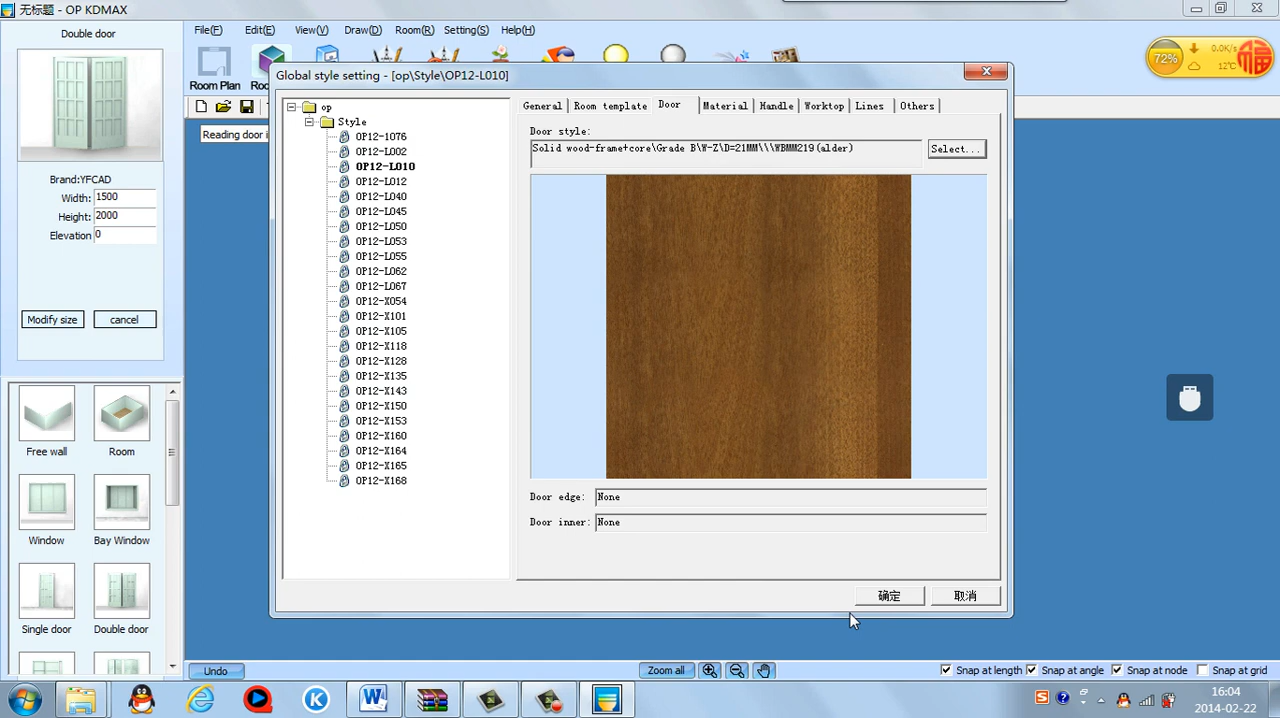 无标题 - OP KDMAX
Double door
Brand:YFCAD
Width: 1500
Height: 2000
Elevation 0
Modify size
cancel
Free wall
Room
Window
Bay Window
Single door
Double door
File(F) Edit(E) View(V) Draw(D) Room(R) Setting(S) Help(H)
Room Plan
72%
0.0K/s
12℃
福
Reading door i
Global style setting - [op\Style\OP12-L010]
op
Style
OP12-1076
OP12-L002
OP12-L010
OP12-L012
OP12-L040
OP12-L045
OP12-L050
OP12-L053
OP12-L055
OP12-L062
OP12-L067
OP12-X054
OP12-X101
OP12-X105
OP12-X118
OP12-X128
OP12-X135
OP12-X143
OP12-X150
OP12-X153
OP12-X160
OP12-X164
OP12-X165
OP12-X168
General Room template Door Material Handle Worktop Lines Others
Door style:
Solid wood-frame+core\Grade B\W-Z\D=21MM\\\WBMM219(alder)
Select...
Door edge: None
Door inner: None
确定
取消
Undo
Zoom all
Snap at length
Snap at angle
Snap at node
Snap at grid
16:04
2014-02-22